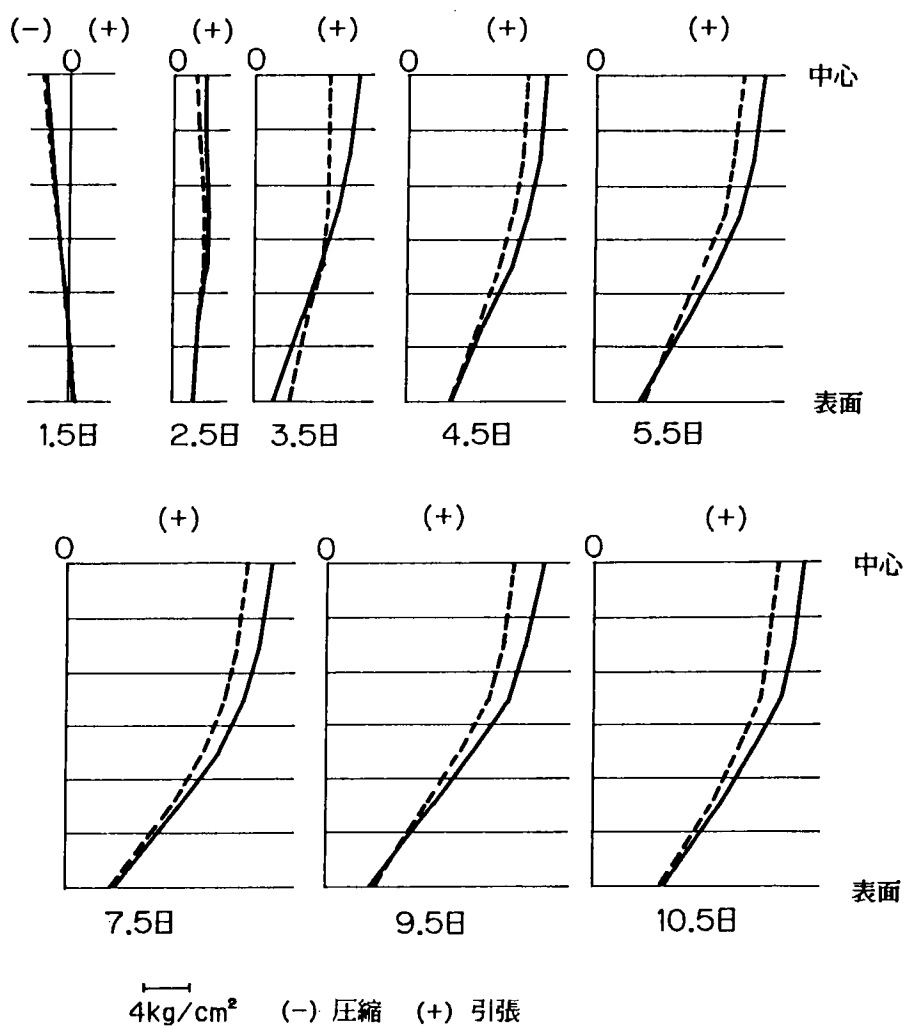 (-) (+) (+) (+) (+) (+)
0 0 0 0 0 中心
表面
1.5日 2.5日 3.5日 4.5日 5.5日
(+) (+) (+)
0 0 0 中心
表面
7.5日 9.5日 10.5日
4kg/cm² (-) 圧縮 (+) 引張